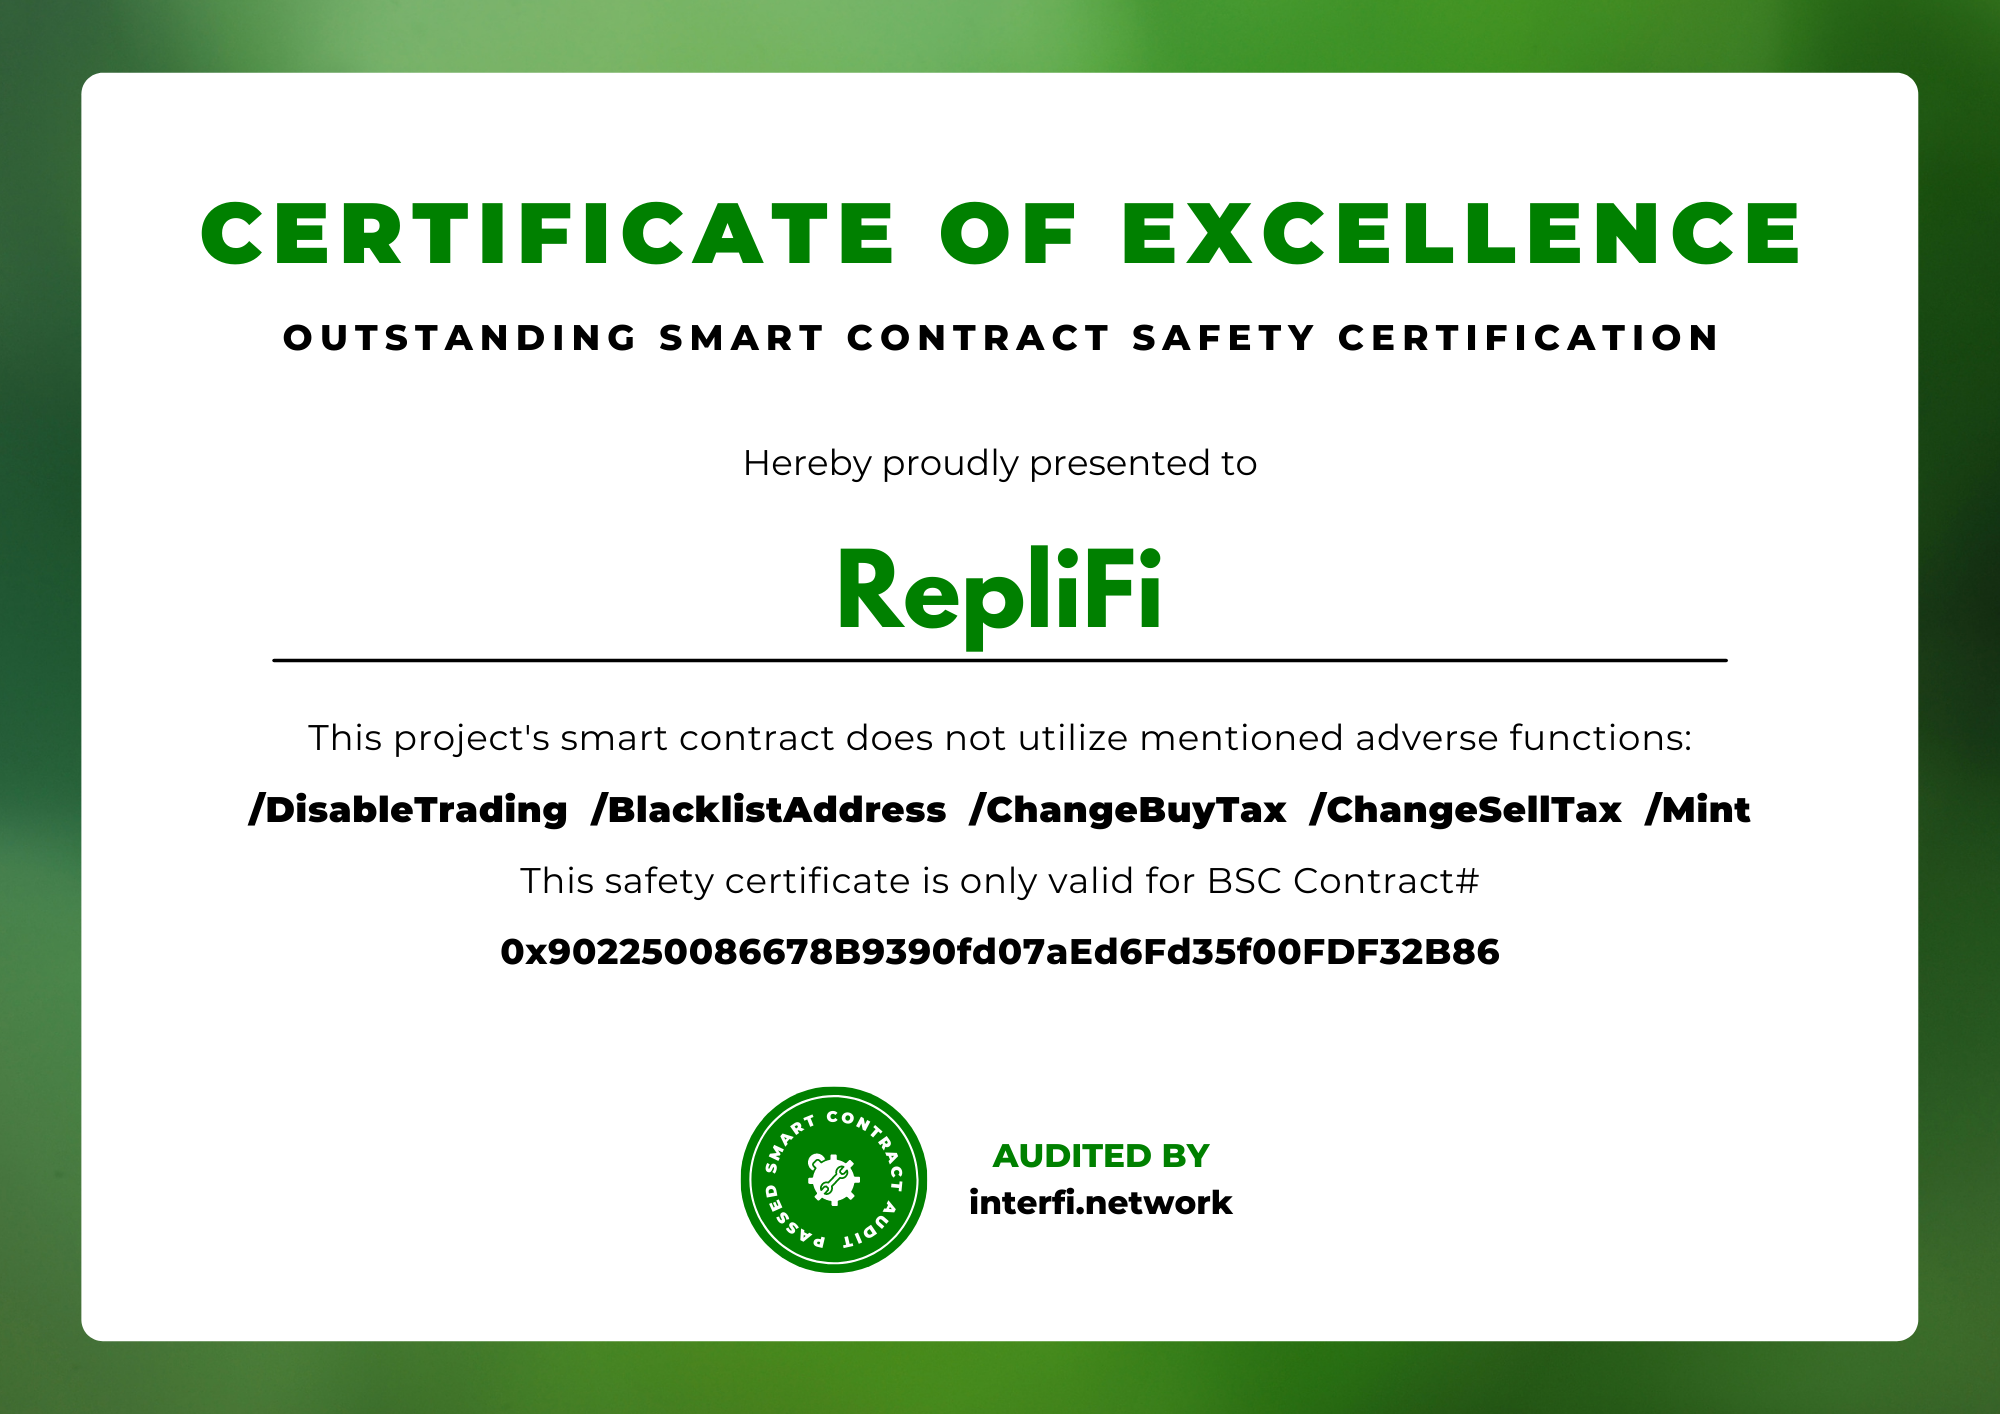 CERTIFICATE OF EXCELLENCE
OUTSTANDING SMART CONTRACT SAFETY CERTIFICATION
Hereby proudly presented to
RepliFi
This project's smart contract does not utilize mentioned adverse functions:
/DisableTrading /BlacklistAddress /ChangeBuyTax /ChangeSellTax /Mint
This safety certificate is only valid for BSC Contract#
0x902250086678B9390fd07aEd6Fd35f00FDF32B86
PASSED SMART CONTRACT AUDIT
AUDITED BY
interfi.network